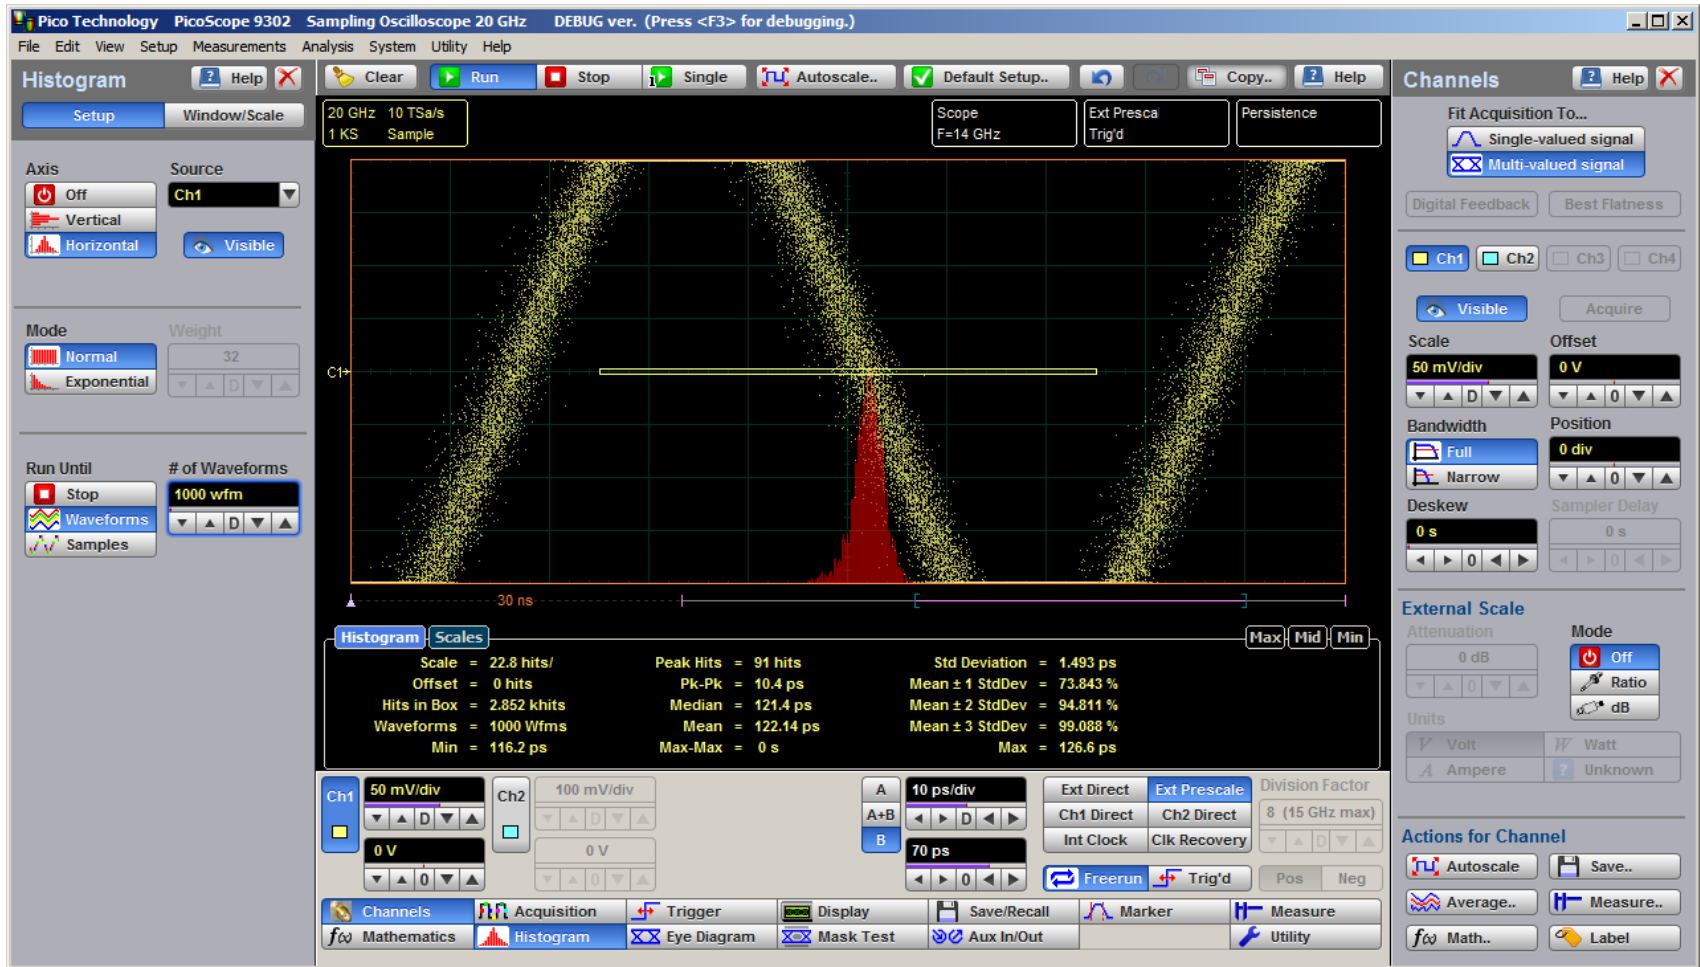 Pico Technology PicoScope 9302 Sampling Oscilloscope 20 GHz DEBUG ver. (Press <F3> for debugging.)
File Edit View Setup Measurements Analysis System Utility Help
Histogram Help
Setup Window/Scale
Axis Source
Off Ch1
Vertical
Horizontal Visible
Mode Weight
Normal 32
Exponential D
Run Until # of Waveforms
Stop 1000 wfm
Waveforms D
Samples
Clear Run Stop 1 Single Autoscale.. Default Setup.. Copy.. Help
20 GHz 10 TSa/s
1 KS Sample
Scope
F=14 GHz
Ext Presca
Trig'd
Persistence
C1
30 ns
Histogram Scales Max Mid Min
Scale = 22.8 hits/ Peak Hits = 91 hits Std Deviation = 1.493 ps
Offset = 0 hits Pk-Pk = 10.4 ps Mean ± 1 StdDev = 73.843 %
Hits in Box = 2.852 khits Median = 121.4 ps Mean ± 2 StdDev = 94.811 %
Waveforms = 1000 Wfms Mean = 122.14 ps Mean ± 3 StdDev = 99.088 %
Min = 116.2 ps Max-Max = 0 s Max = 126.6 ps
Ch1 50 mV/div Ch2 100 mV/div A 10 ps/div Ext Direct Ext Prescale Division Factor
D D A+B D Ch1 Direct Ch2 Direct 8 (15 GHz max)
0 V 0 V B 70 ps Int Clock Clk Recovery D
0 0 0 Freerun Trig'd Pos Neg
Channels Acquisition Trigger Display Save/Recall Marker Measure
f(x) Mathematics Histogram Eye Diagram Mask Test Aux In/Out Utility
Channels Help
Fit Acquisition To...
Single-valued signal
Multi-valued signal
Digital Feedback Best Flatness
Ch1 Ch2 Ch3 Ch4
Visible Acquire
Scale Offset
50 mV/div 0 V
D 0
Bandwidth Position
Full 0 div
Narrow 0
Deskew Sampler Delay
0 s 0 s
0 0
External Scale
Attenuation Mode
0 dB Off
0 Ratio
dB
Units
V Volt W Watt
A Ampere ? Unknown
Actions for Channel
Autoscale Save..
Average.. Measure..
f(x) Math.. Label